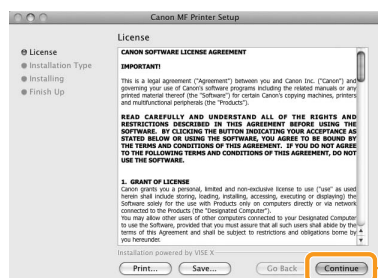 Canon MF Printer Setup
License
License
Installation Type
Installing
Finish Up
CANON SOFTWARE LICENSE AGREEMENT
IMPORTANT!
This is a legal agreement ("Agreement") between you and Canon Inc. ("Canon") and
governing your use of Canon's software programs including the related manuals or any
printed material thereof (the "Software") for certain Canon's copying machines, printers
and multifunctional peripherals (the "Products").
READ CAREFULLY AND UNDERSTAND ALL OF THE RIGHTS AND
RESTRICTIONS DESCRIBED IN THIS AGREEMENT BEFORE USING THE
SOFTWARE. BY CLICKING THE BUTTON INDICATING YOUR ACCEPTANCE AS
STATED BELOW OR USING THE SOFTWARE, YOU AGREE TO BE BOUND BY
THE TERMS AND CONDITIONS OF THIS AGREEMENT. IF YOU DO NOT AGREE
TO THE FOLLOWING TERMS AND CONDITIONS OF THIS AGREEMENT, DO NOT
USE THE SOFTWARE.
1. GRANT OF LICENSE
Canon grants you a personal, limited and non-exclusive license to use ("use" as used
herein shall include storing, loading, installing, accessing, executing or displaying) the
Software solely for the use with Products only on computers directly or via network
connected to the Products (the "Designated Computer").
You may allow other users of other computers connected to your Designated Computer
to use the Software, provided that you must assure that all such users shall abide by the
terms of this Agreement and shall be subject to restrictions and obligations borne by
you hereunder.
Installation powered by VISE X
Print...
Save...
Go Back
Continue